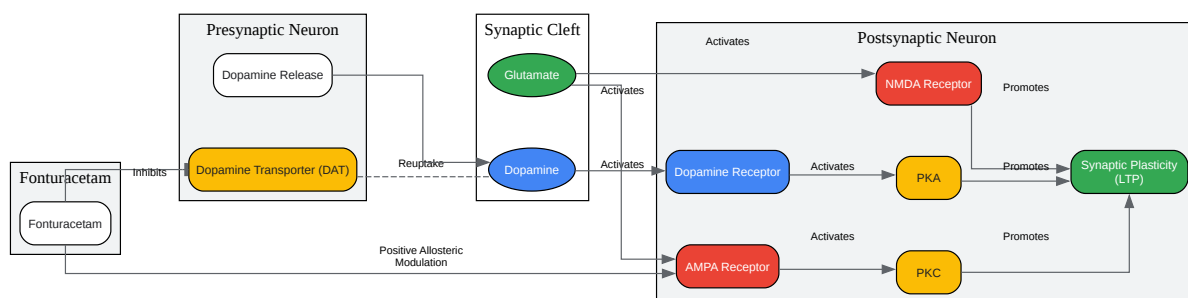 Presynaptic Neuron
Synaptic Cleft
Postsynaptic Neuron
Activates
Dopamine Release
Glutamate
NMDA Receptor
Activates
Promotes
Fonturacetam
Inhibits
Dopamine Transporter (DAT)
Reuptake
Dopamine
Activates
Dopamine Receptor
Activates
PKA
Promotes
Synaptic Plasticity
(LTP)
Fonturacetam
Positive Allosteric
Modulation
AMPA Receptor
Activates
PKC
Promotes